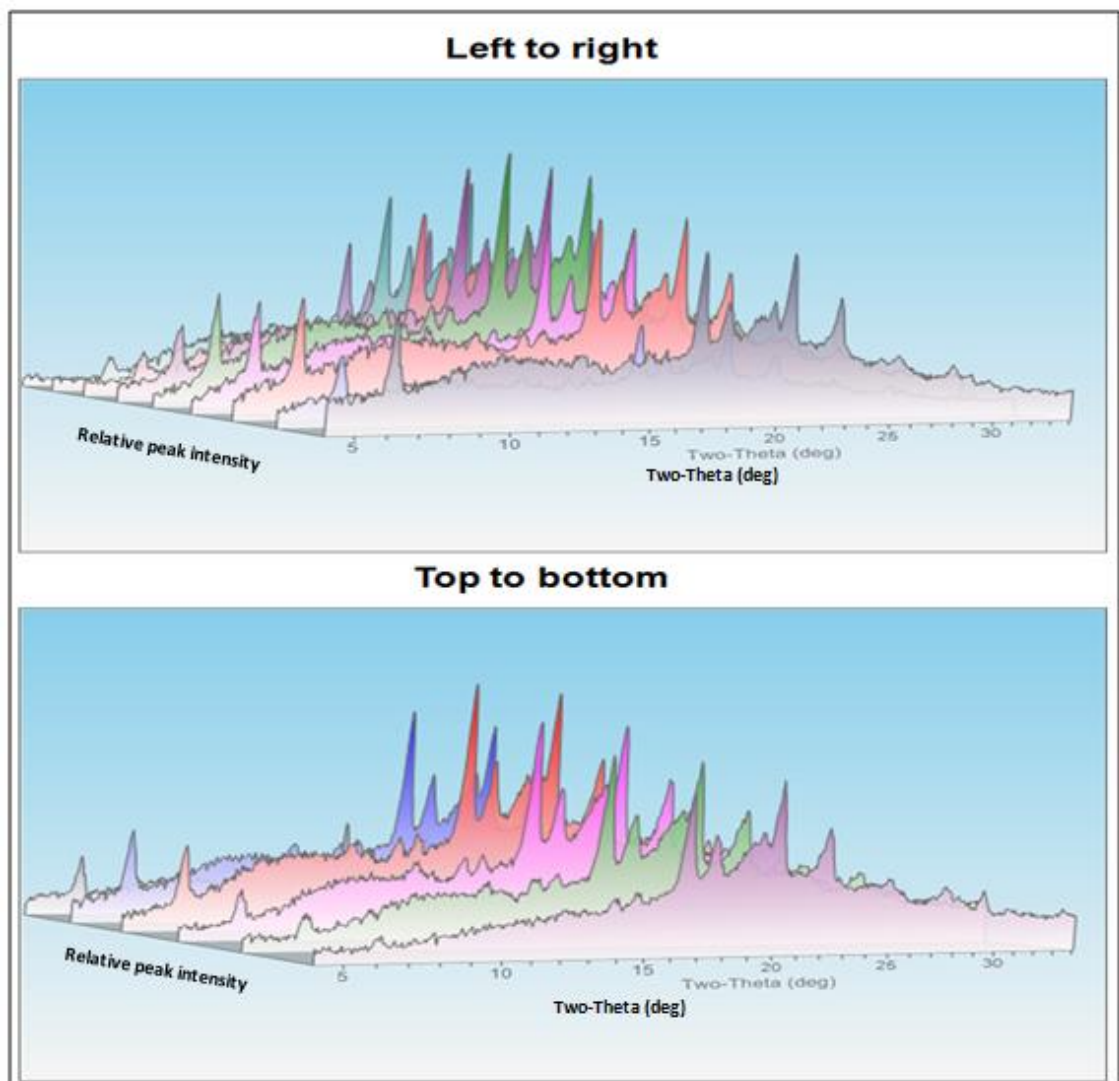 Left to right
Relative peak intensity
5 10 15 20 25 30
Two-Theta (deg)
Two-Theta (deg)
Top to bottom
Relative peak intensity
5 10 15 20 25 30
Two-Theta (deg)
Two-Theta (deg)